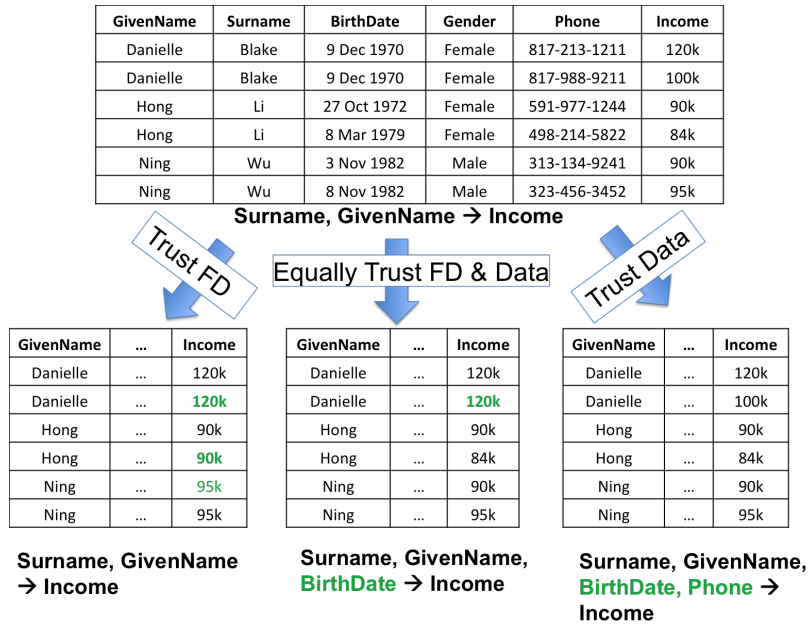 GivenName Surname BirthDate Gender Phone Income
Danielle Blake 9 Dec 1970 Female 817-213-1211 120k
Danielle Blake 9 Dec 1970 Female 817-988-9211 100k
Hong Li 27 Oct 1972 Female 591-977-1244 90k
Hong Li 8 Mar 1979 Female 498-214-5822 84k
Ning Wu 3 Nov 1982 Male 313-134-9241 90k
Ning Wu 8 Nov 1982 Male 323-456-3452 95k
Surname, GivenName → Income
Trust FD
Equally Trust FD & Data
Trust Data
GivenName ... Income
Danielle ... 120k
Danielle ... 120k
Hong ... 90k
Hong ... 90k
Ning ... 95k
Ning ... 95k
Surname, GivenName
→ Income
GivenName ... Income
Danielle ... 120k
Danielle ... 120k
Hong ... 90k
Hong ... 84k
Ning ... 90k
Ning ... 95k
Surname, GivenName,
BirthDate → Income
GivenName ... Income
Danielle ... 120k
Danielle ... 100k
Hong ... 90k
Hong ... 84k
Ning ... 90k
Ning ... 95k
Surname, GivenName,
BirthDate, Phone →
Income